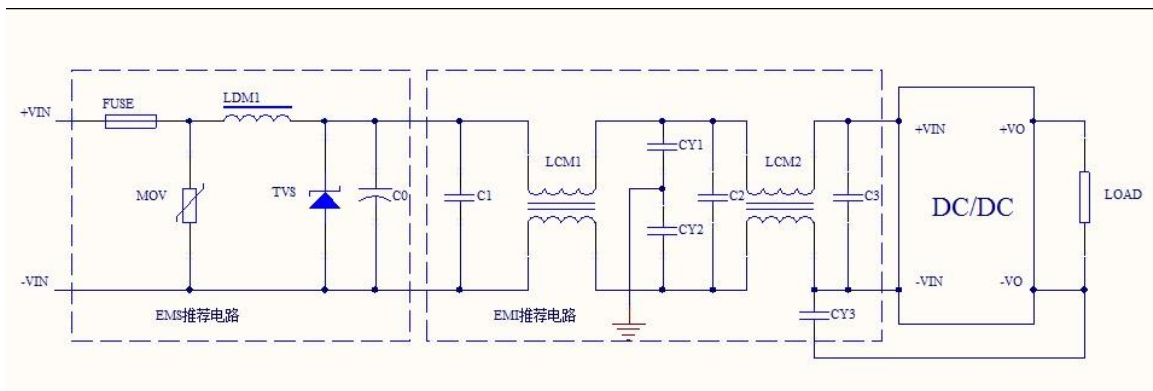 FUSE
LDM1
+VIN
MOV
TVS
C0
-VIN
EMS推荐电路
C1
LCM1
CY1
CY2
C2
LCM2
C3
EMI推荐电路
CY3
+VIN
+VO
DC/DC
-VIN
-VO
LOAD